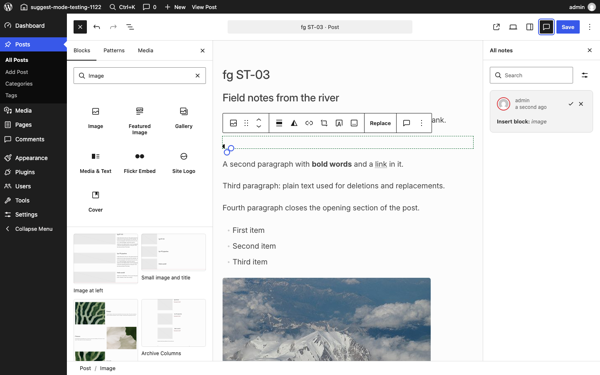 suggest-mode-testing-1122
Ctrl+K
0
New
View Post
admin
Dashboard
Posts
All Posts
Add Post
Categories
Tags
Media
Pages
Comments
Appearance
Plugins
Users
Tools
Settings
Collapse Menu
fg ST-03 · Post
Save
Blocks
Patterns
Media
Image
Image
Featured Image
Gallery
Media & Text
Flickr Embed
Site Logo
Cover
Image at left
Small image and title
Archive Columns
fg ST-03
Field notes from the river
ank.
Replace
A second paragraph with bold words and a link in it.
Third paragraph: plain text used for deletions and replacements.
Fourth paragraph closes the opening section of the post.
First item
Second item
Third item
All notes
Search
admin
a second ago
Insert block: image
Post / Image